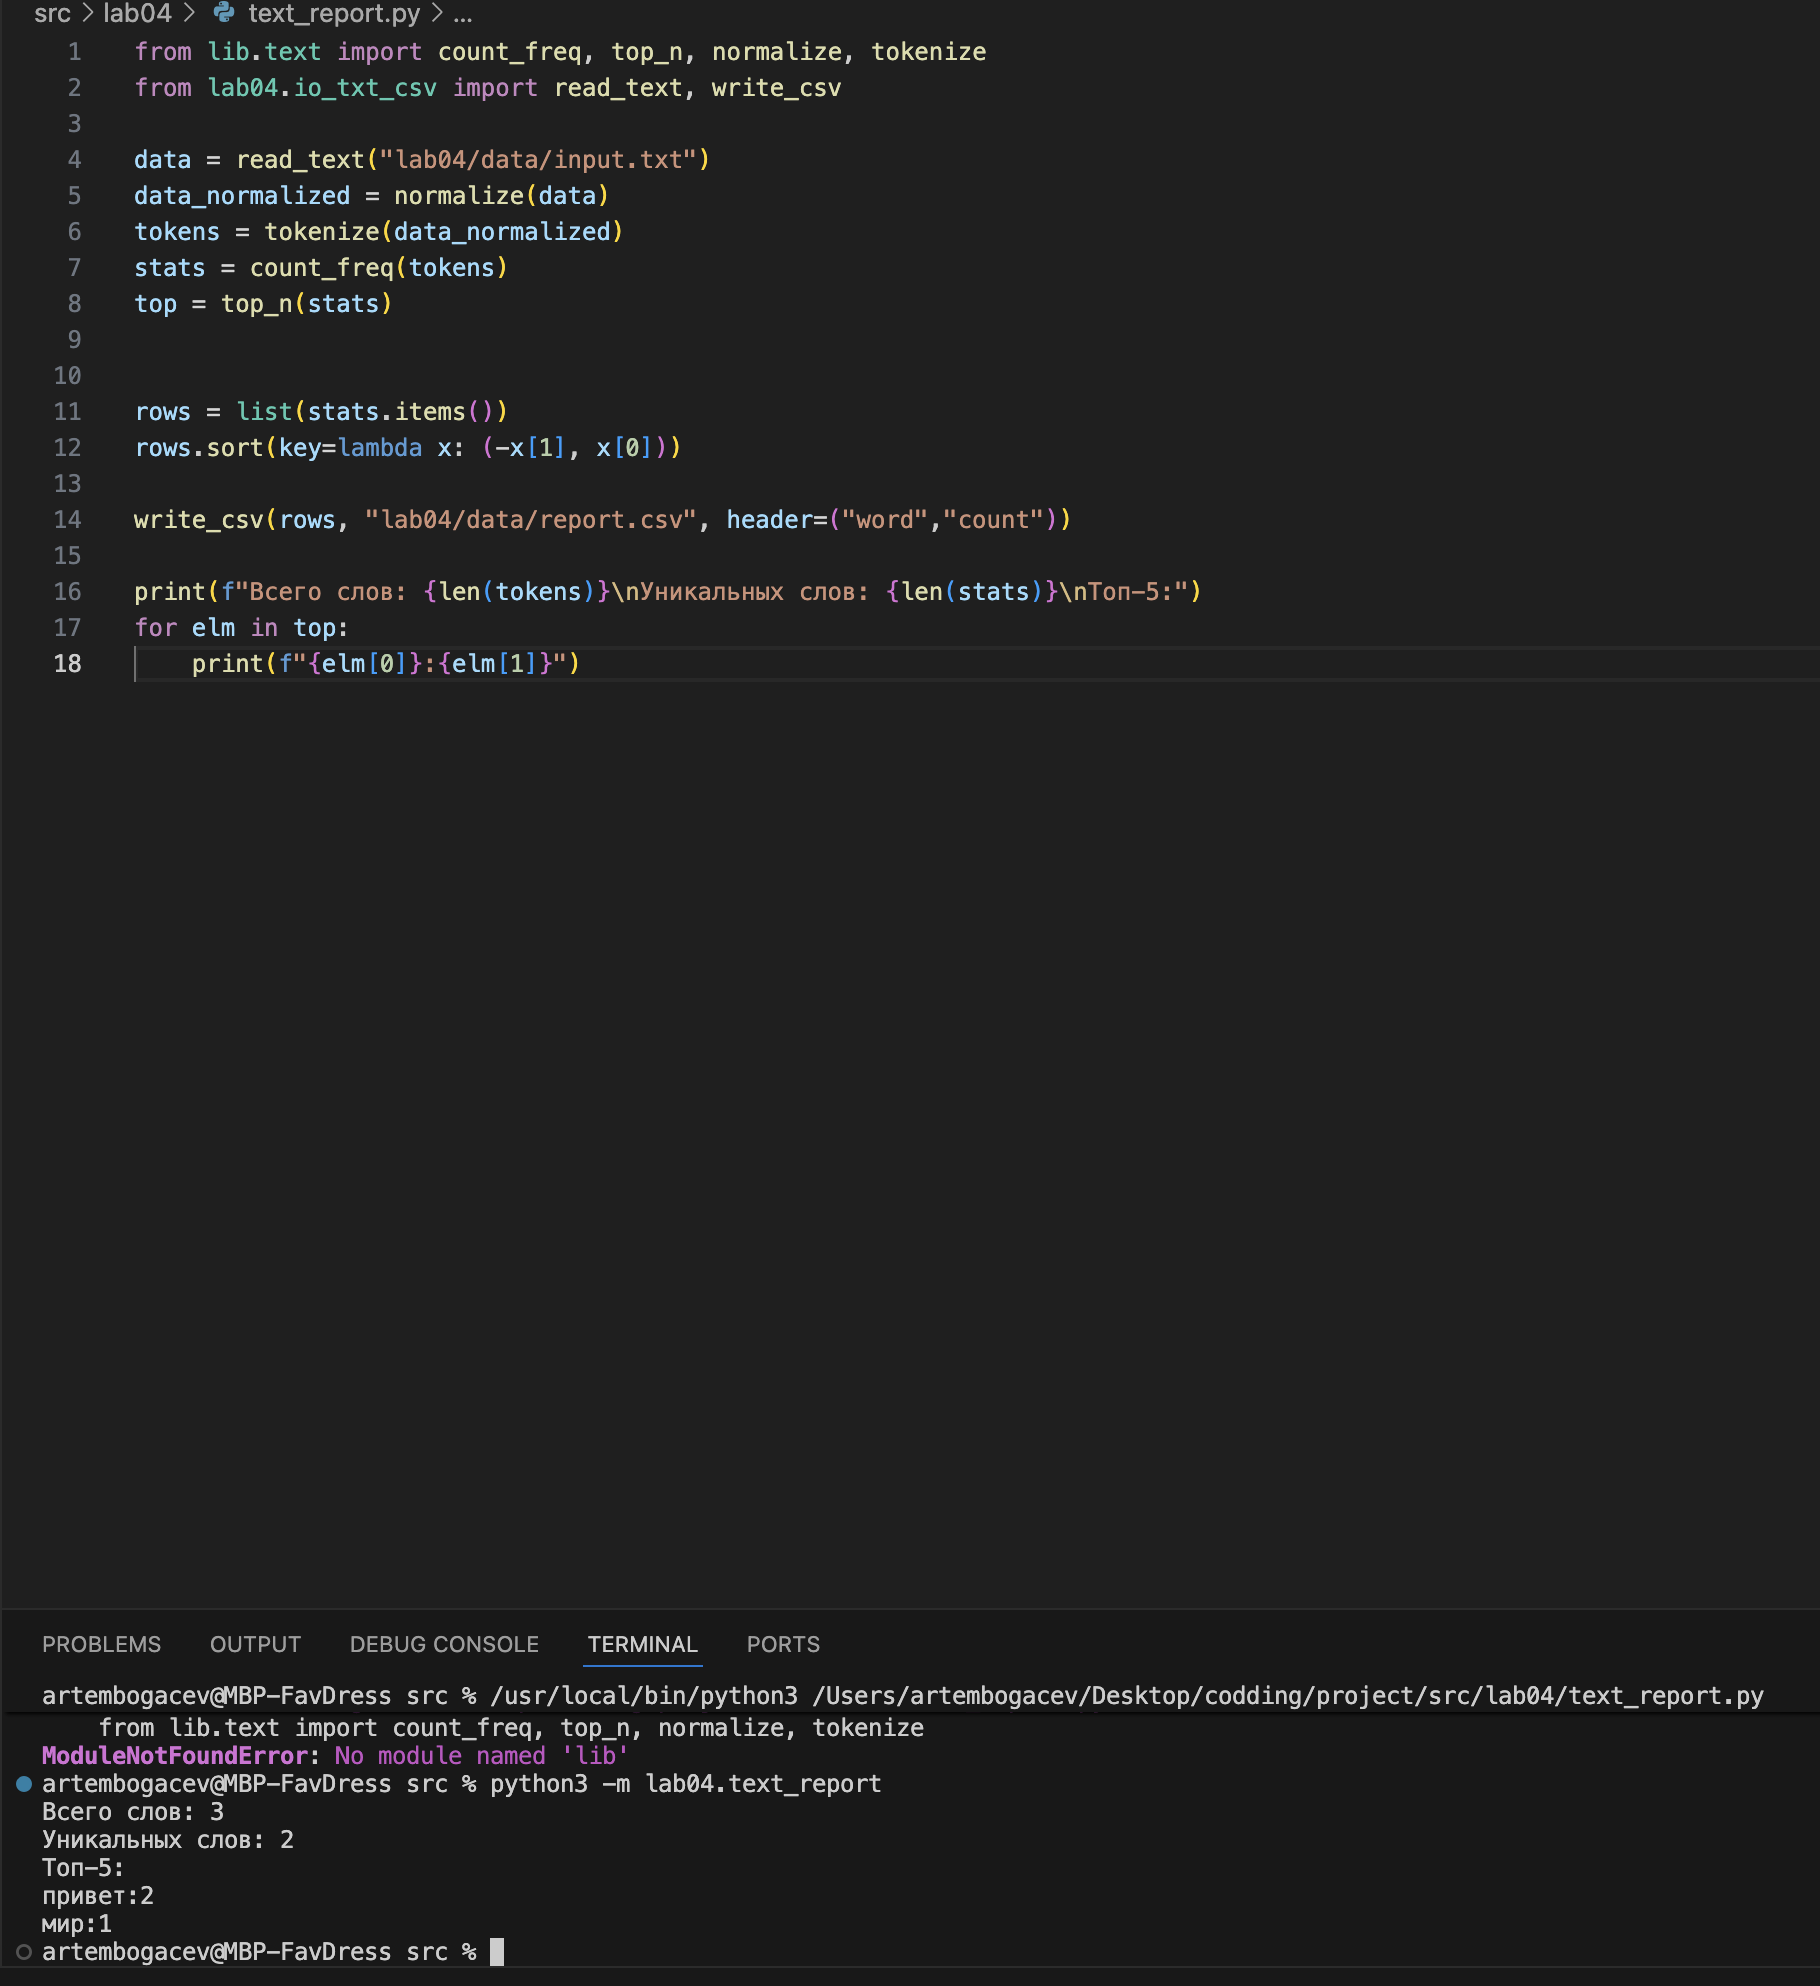 src > lab04 > text_report.py > ...
1 from lib.text import count_freq, top_n, normalize, tokenize
2 from lab04.io_txt_csv import read_text, write_csv
3
4 data = read_text("lab04/data/input.txt")
5 data_normalized = normalize(data)
6 tokens = tokenize(data_normalized)
7 stats = count_freq(tokens)
8 top = top_n(stats)
9
10
11 rows = list(stats.items())
12 rows.sort(key=lambda x: (-x[1], x[0]))
13
14 write_csv(rows, "lab04/data/report.csv", header=("word","count"))
15
16 print(f"Всего слов: {len(tokens)}\nУникальных слов: {len(stats)}\nТоп-5:")
17 for elm in top:
18     print(f"{elm[0]}:{elm[1]}")
PROBLEMS OUTPUT DEBUG CONSOLE TERMINAL PORTS
artembogacev@MBP-FavDress src % /usr/local/bin/python3 /Users/artembogacev/Desktop/codding/project/src/lab04/text_report.py
    from lib.text import count_freq, top_n, normalize, tokenize
ModuleNotFoundError: No module named 'lib'
artembogacev@MBP-FavDress src % python3 -m lab04.text_report
Всего слов: 3
Уникальных слов: 2
Топ-5:
привет:2
мир:1
artembogacev@MBP-FavDress src %